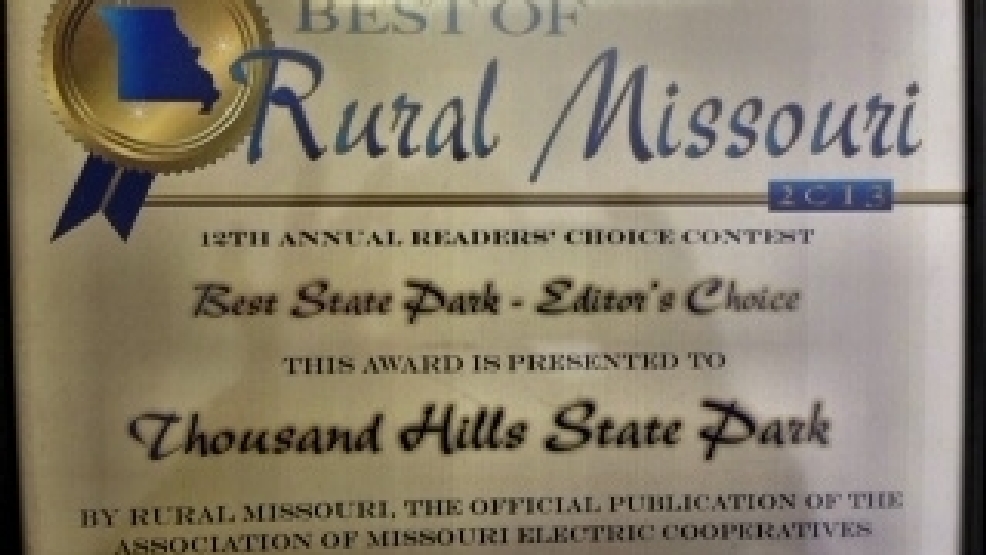 BEST OF
Rural Missouri
2013
12TH ANNUAL READERS' CHOICE CONTEST
Best State Park - Editor's Choice
THIS AWARD IS PRESENTED TO
Thousand Hills State Park
BY RURAL MISSOURI, THE OFFICIAL PUBLICATION OF THE
ASSOCIATION OF MISSOURI ELECTRIC COOPERATIVES